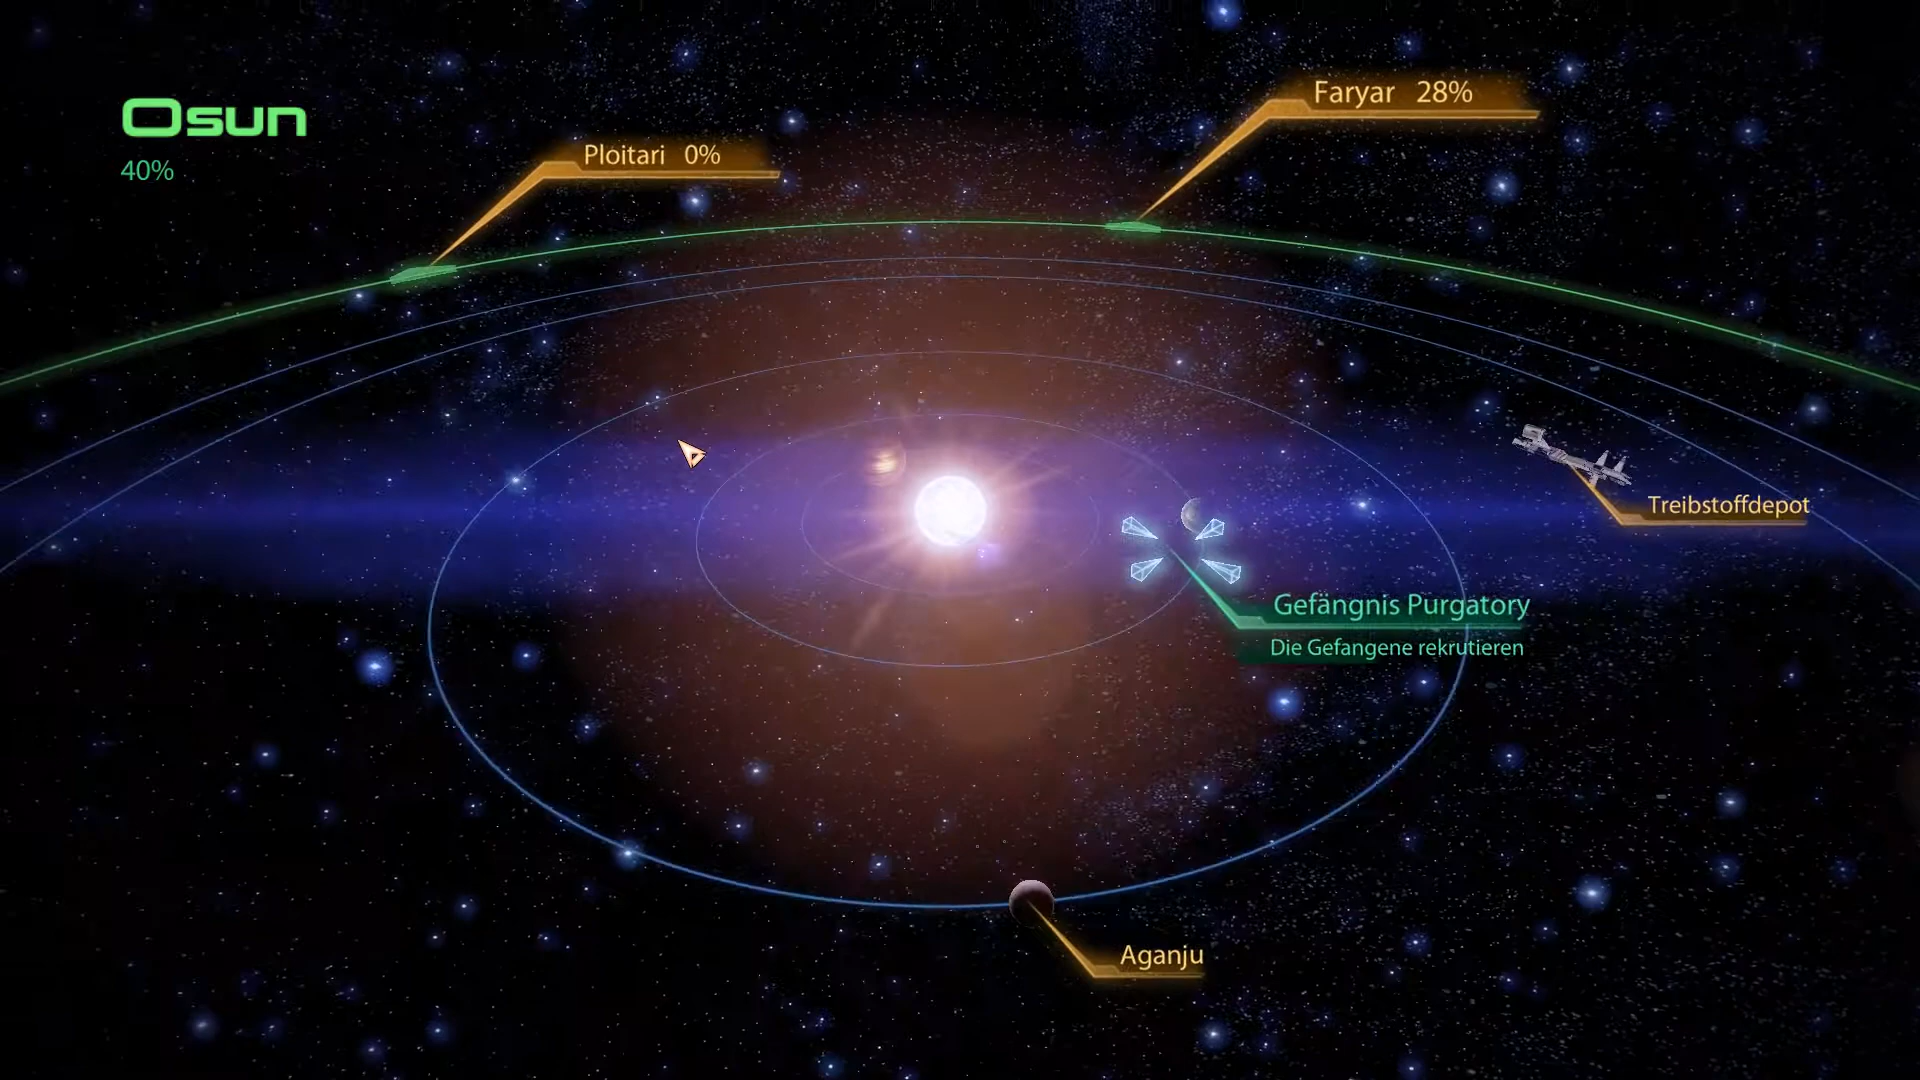 Osun
40%
Ploitari 0%
Faryar 28%
Treibstoffdepot
Gefängnis Purgatory
Die Gefangene rekrutieren
Aganju